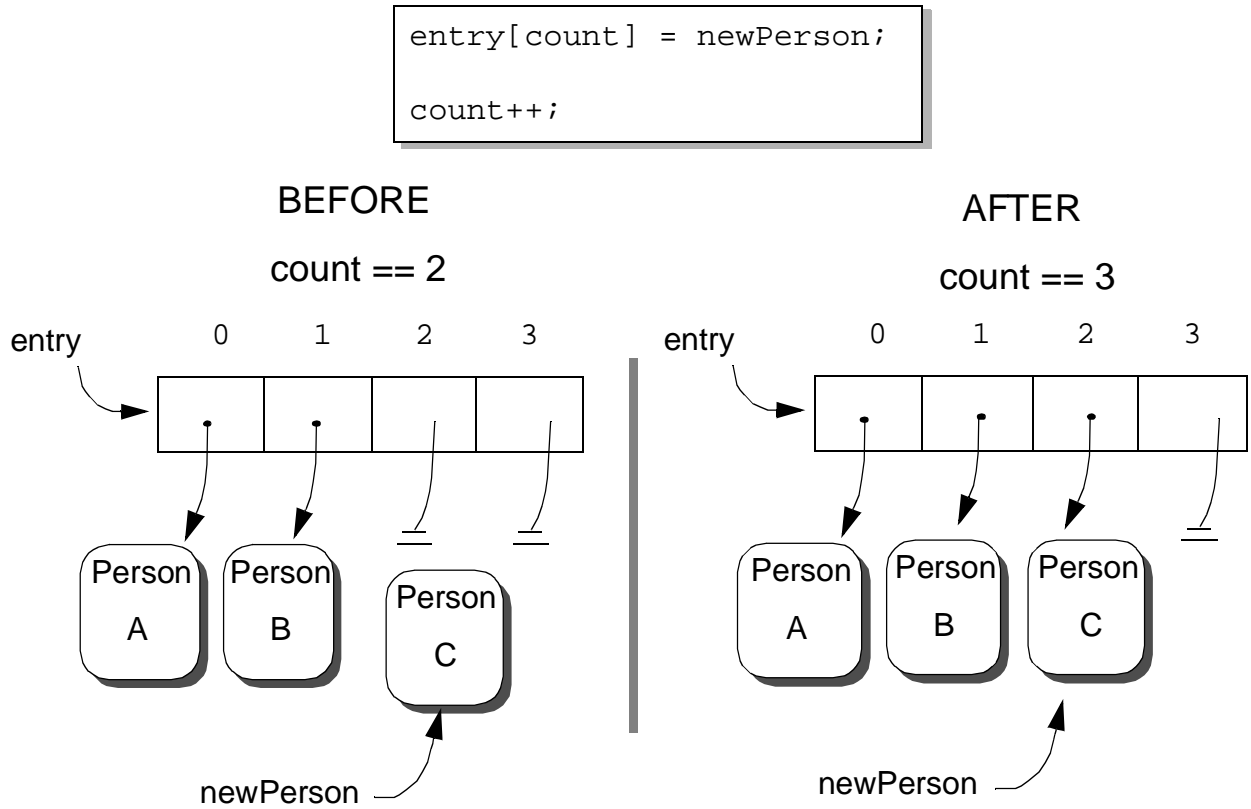 entry[count] = newPerson;
count++;
BEFORE
count == 2
entry
0 1 2 3
Person
A
Person
B
Person
C
newPerson
AFTER
count == 3
entry
0 1 2 3
Person
A
Person
B
Person
C
newPerson